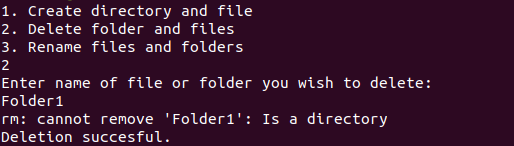 1. Create directory and file
2. Delete folder and files
3. Rename files and folders
2
Enter name of file or folder you wish to delete:
Folder1
rm: cannot remove 'Folder1': Is a directory
Deletion succesful.